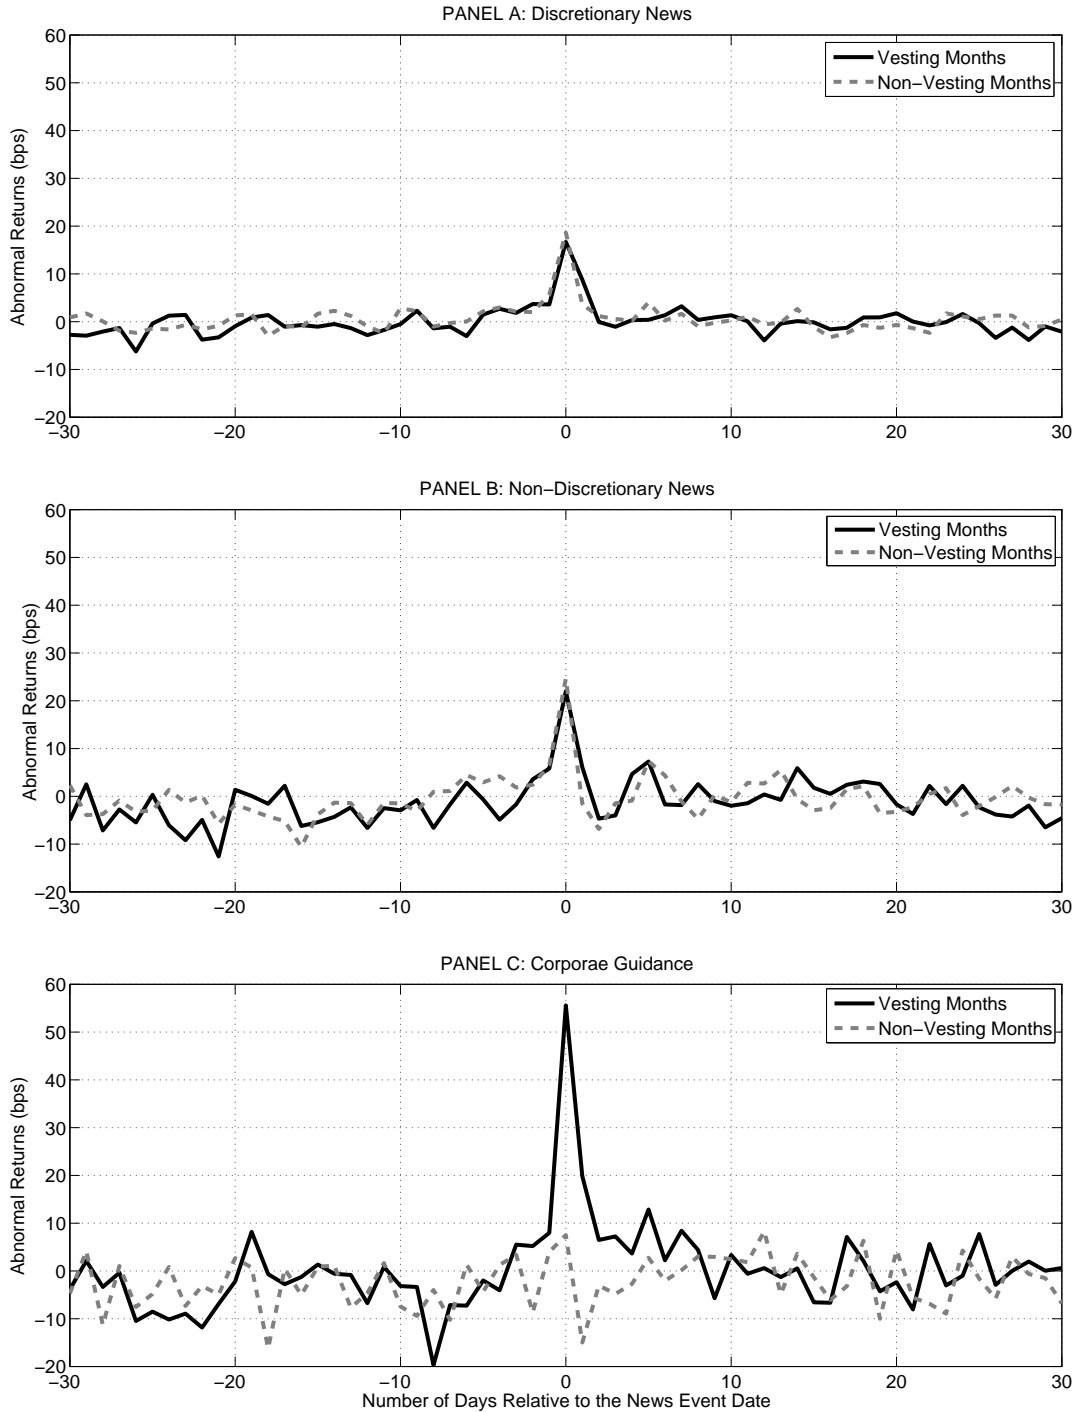 PANEL A: Discretionary News
Vesting Months
Non−Vesting Months
Abnormal Returns (bps)
60
50
40
30
20
10
0
−10
−20
−30 −20 −10 0 10 20 30
PANEL B: Non−Discretionary News
Vesting Months
Non−Vesting Months
Abnormal Returns (bps)
60
50
40
30
20
10
0
−10
−20
−30 −20 −10 0 10 20 30
PANEL C: Corporae Guidance
Vesting Months
Non−Vesting Months
Abnormal Returns (bps)
60
50
40
30
20
10
0
−10
−20
−30 −20 −10 0 10 20 30
Number of Days Relative to the News Event Date